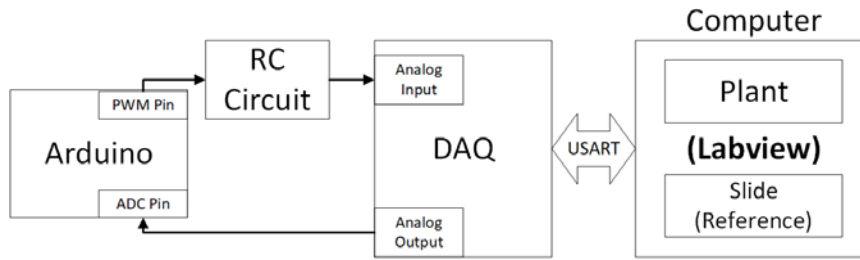 Computer
RC
Circuit
PWM Pin
Arduino
ADC Pin
Analog
Input
DAQ
Analog
Output
USART
Plant
(Labview)
Slide
(Reference)